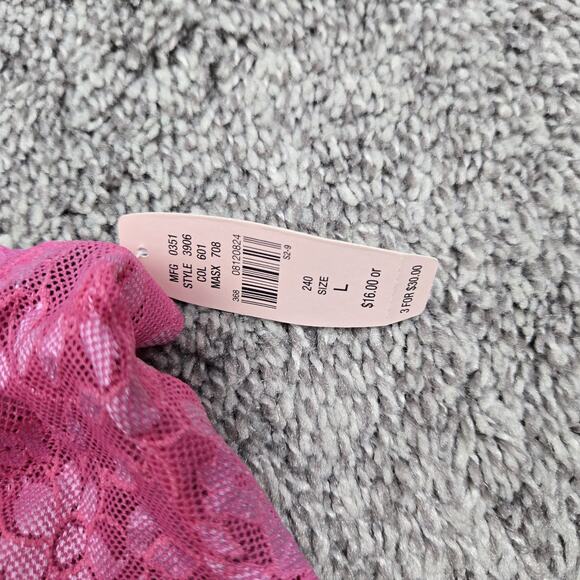 MFG 0351
STYLE 3906
COL 601
MASX 708
08120824
368
S2-9
240
SIZE
L
$16.00 or
3 FOR $30.00